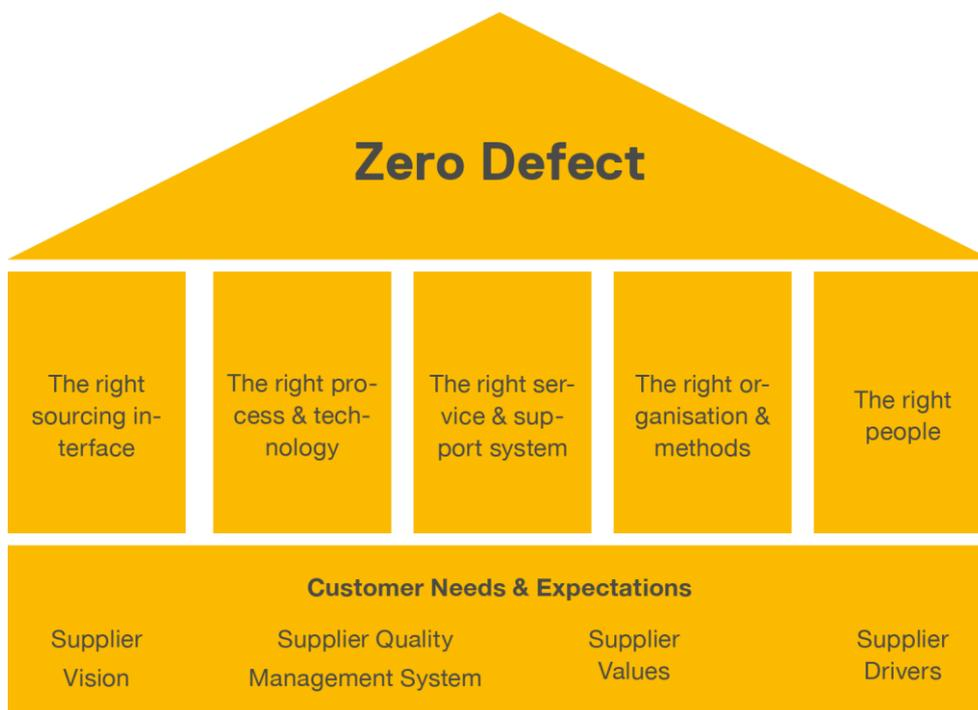 Zero Defect
The right
sourcing in-
terface
The right pro-
cess & tech-
nology
The right ser-
vice & sup-
port system
The right or-
ganisation &
methods
The right
people
Customer Needs & Expectations
Supplier
Vision
Supplier Quality
Management System
Supplier
Values
Supplier
Drivers